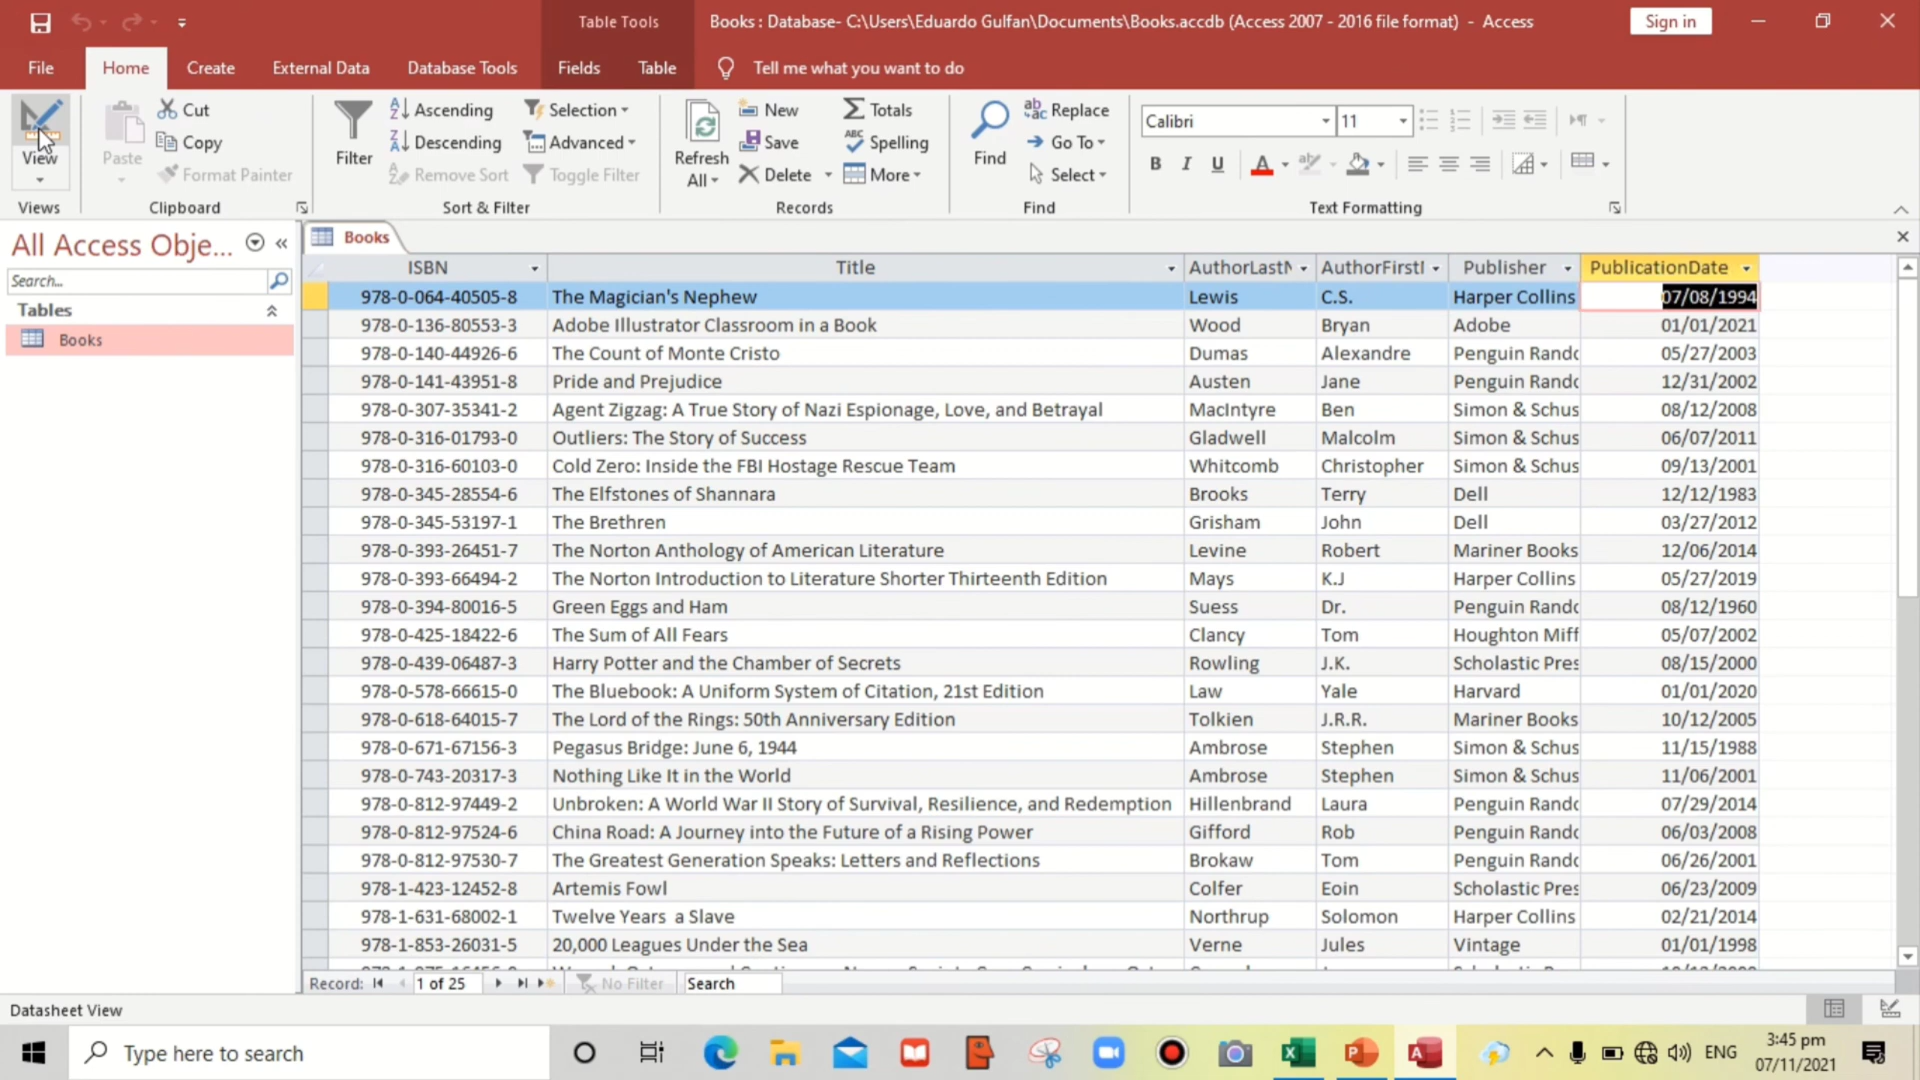 Table Tools
Books : Database- C:\Users\Eduardo Gulfan\Documents\Books.accdb (Access 2007 - 2016 file format) - Access
Sign in
File Home Create External Data Database Tools Fields Table Tell me what you want to do
View
Views
Paste
Cut
Copy
Format Painter
Clipboard
Filter
Ascending
Descending
Remove Sort
Selection
Advanced
Toggle Filter
Sort & Filter
Refresh
All
New
Save
Delete
Totals
Spelling
More
Records
Find
Replace
Go To
Select
Find
Calibri 11
B I U A
Text Formatting
All Access Obje...
Search...
Tables
Books
Books
ISBN Title AuthorLastN AuthorFirstN Publisher PublicationDate
978-0-064-40505-8 The Magician's Nephew Lewis C.S. Harper Collins 07/08/1994
978-0-136-80553-3 Adobe Illustrator Classroom in a Book Wood Bryan Adobe 01/01/2021
978-0-140-44926-6 The Count of Monte Cristo Dumas Alexandre Penguin Rando 05/27/2003
978-0-141-43951-8 Pride and Prejudice Austen Jane Penguin Rando 12/31/2002
978-0-307-35341-2 Agent Zigzag: A True Story of Nazi Espionage, Love, and Betrayal MacIntyre Ben Simon & Schus 08/12/2008
978-0-316-01793-0 Outliers: The Story of Success Gladwell Malcolm Simon & Schus 06/07/2011
978-0-316-60103-0 Cold Zero: Inside the FBI Hostage Rescue Team Whitcomb Christopher Simon & Schus 09/13/2001
978-0-345-28554-6 The Elfstones of Shannara Brooks Terry Dell 12/12/1983
978-0-345-53197-1 The Brethren Grisham John Dell 03/27/2012
978-0-393-26451-7 The Norton Anthology of American Literature Levine Robert Mariner Books 12/06/2014
978-0-393-66494-2 The Norton Introduction to Literature Shorter Thirteenth Edition Mays K.J Harper Collins 05/27/2019
978-0-394-80016-5 Green Eggs and Ham Suess Dr. Penguin Rando 08/12/1960
978-0-425-18422-6 The Sum of All Fears Clancy Tom Houghton Miff 05/07/2002
978-0-439-06487-3 Harry Potter and the Chamber of Secrets Rowling J.K. Scholastic Pres 08/15/2000
978-0-578-66615-0 The Bluebook: A Uniform System of Citation, 21st Edition Law Yale Harvard 01/01/2020
978-0-618-64015-7 The Lord of the Rings: 50th Anniversary Edition Tolkien J.R.R. Mariner Books 10/12/2005
978-0-671-67156-3 Pegasus Bridge: June 6, 1944 Ambrose Stephen Simon & Schus 11/15/1988
978-0-743-20317-3 Nothing Like It in the World Ambrose Stephen Simon & Schus 11/06/2001
978-0-812-97449-2 Unbroken: A World War II Story of Survival, Resilience, and Redemption Hillenbrand Laura Penguin Rando 07/29/2014
978-0-812-97524-6 China Road: A Journey into the Future of a Rising Power Gifford Rob Penguin Rando 06/03/2008
978-0-812-97530-7 The Greatest Generation Speaks: Letters and Reflections Brokaw Tom Penguin Rando 06/26/2001
978-1-423-12452-8 Artemis Fowl Colfer Eoin Scholastic Pres 06/23/2009
978-1-631-68002-1 Twelve Years  a Slave Northrup Solomon Harper Collins 02/21/2014
978-1-853-26031-5 20,000 Leagues Under the Sea Verne Jules Vintage 01/01/1998
Record: 1 of 25 No Filter Search
Datasheet View
Type here to search
ENG
3:45 pm
07/11/2021